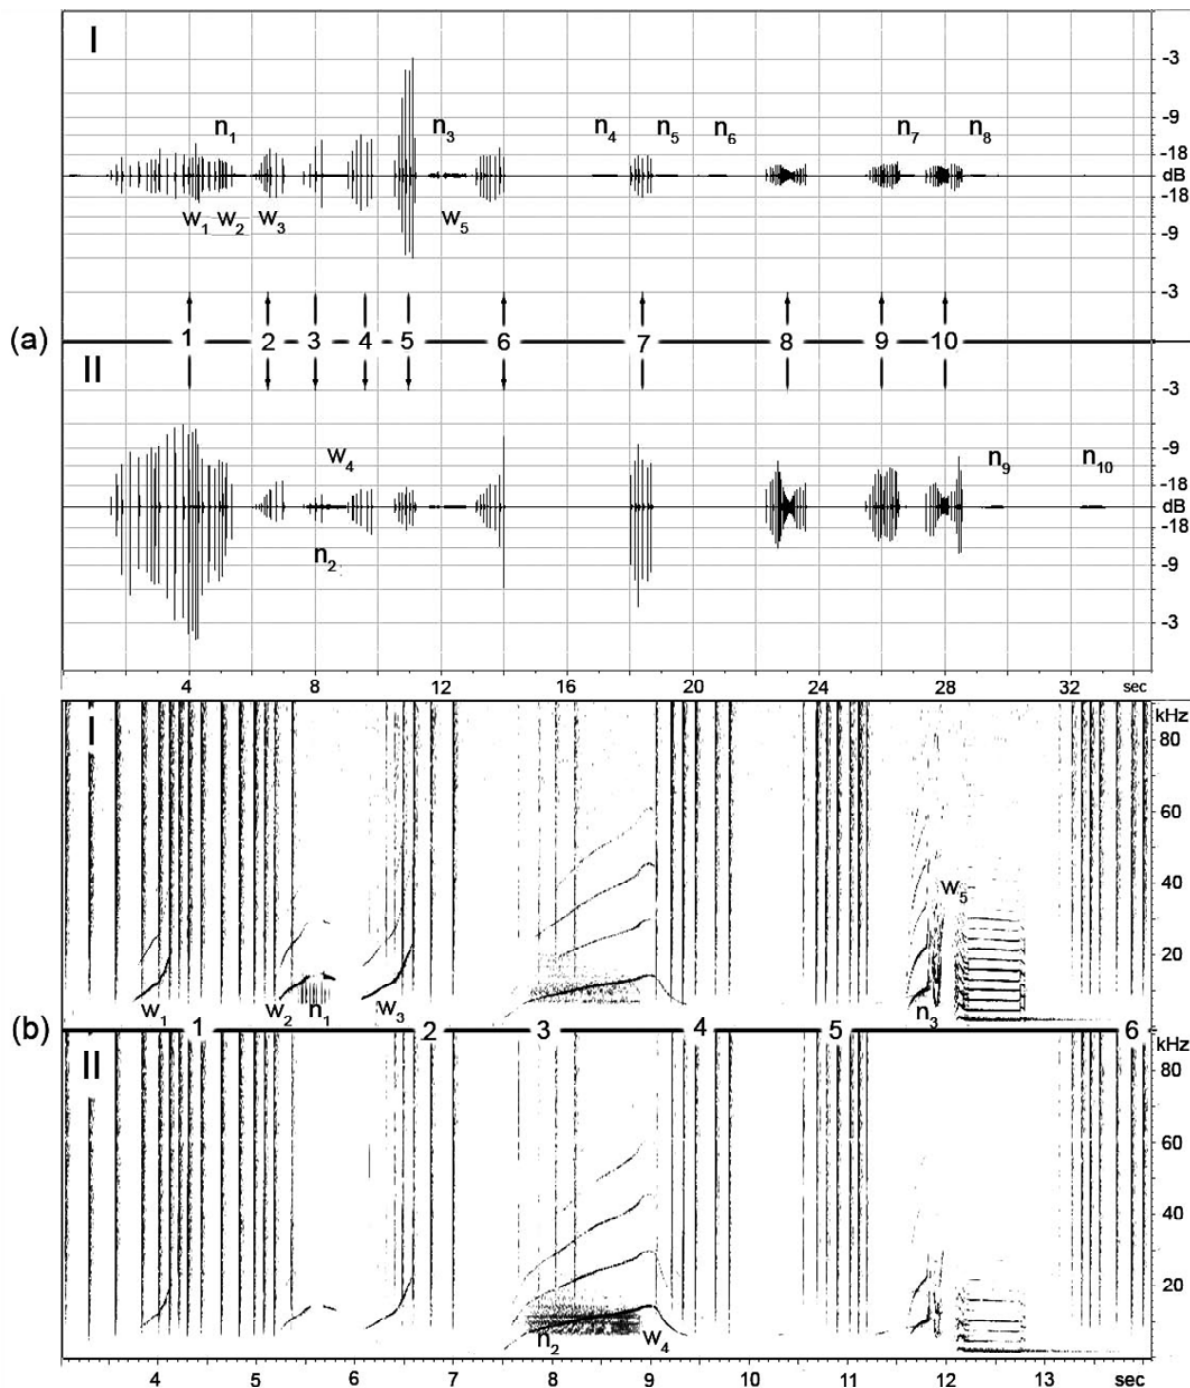 I
-3
-9
n1 n3 n4 n5 n6 n7 n8
-18
dB
-18
w1 w2 w3 w5
-9
-3
(a) 1 2 3 4 5 6 7 8 9 10
II
-3
-9
w4 n9 n10
-18
dB
-18
n2
-9
-3
4 8 12 16 20 24 28 32 sec
I kHz
80
60
40
w5
20
w1 w2 n1 w3 n3
(b) 1 2 3 4 5 6
kHz
II
80
60
40
20
n2 w4
4 5 6 7 8 9 10 11 12 13 sec